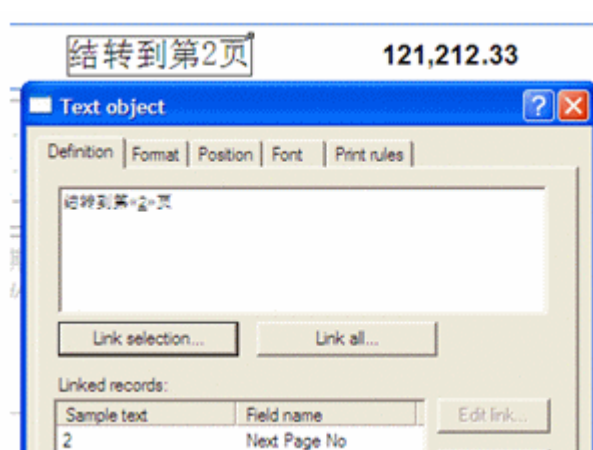 结转到第2页 121,212.33
Text object
Definition Format Position Font Print rules
结转到第«2»页
Link selection... Link all...
Linked records:
Sample text Field name Edit link...
2 Next Page No